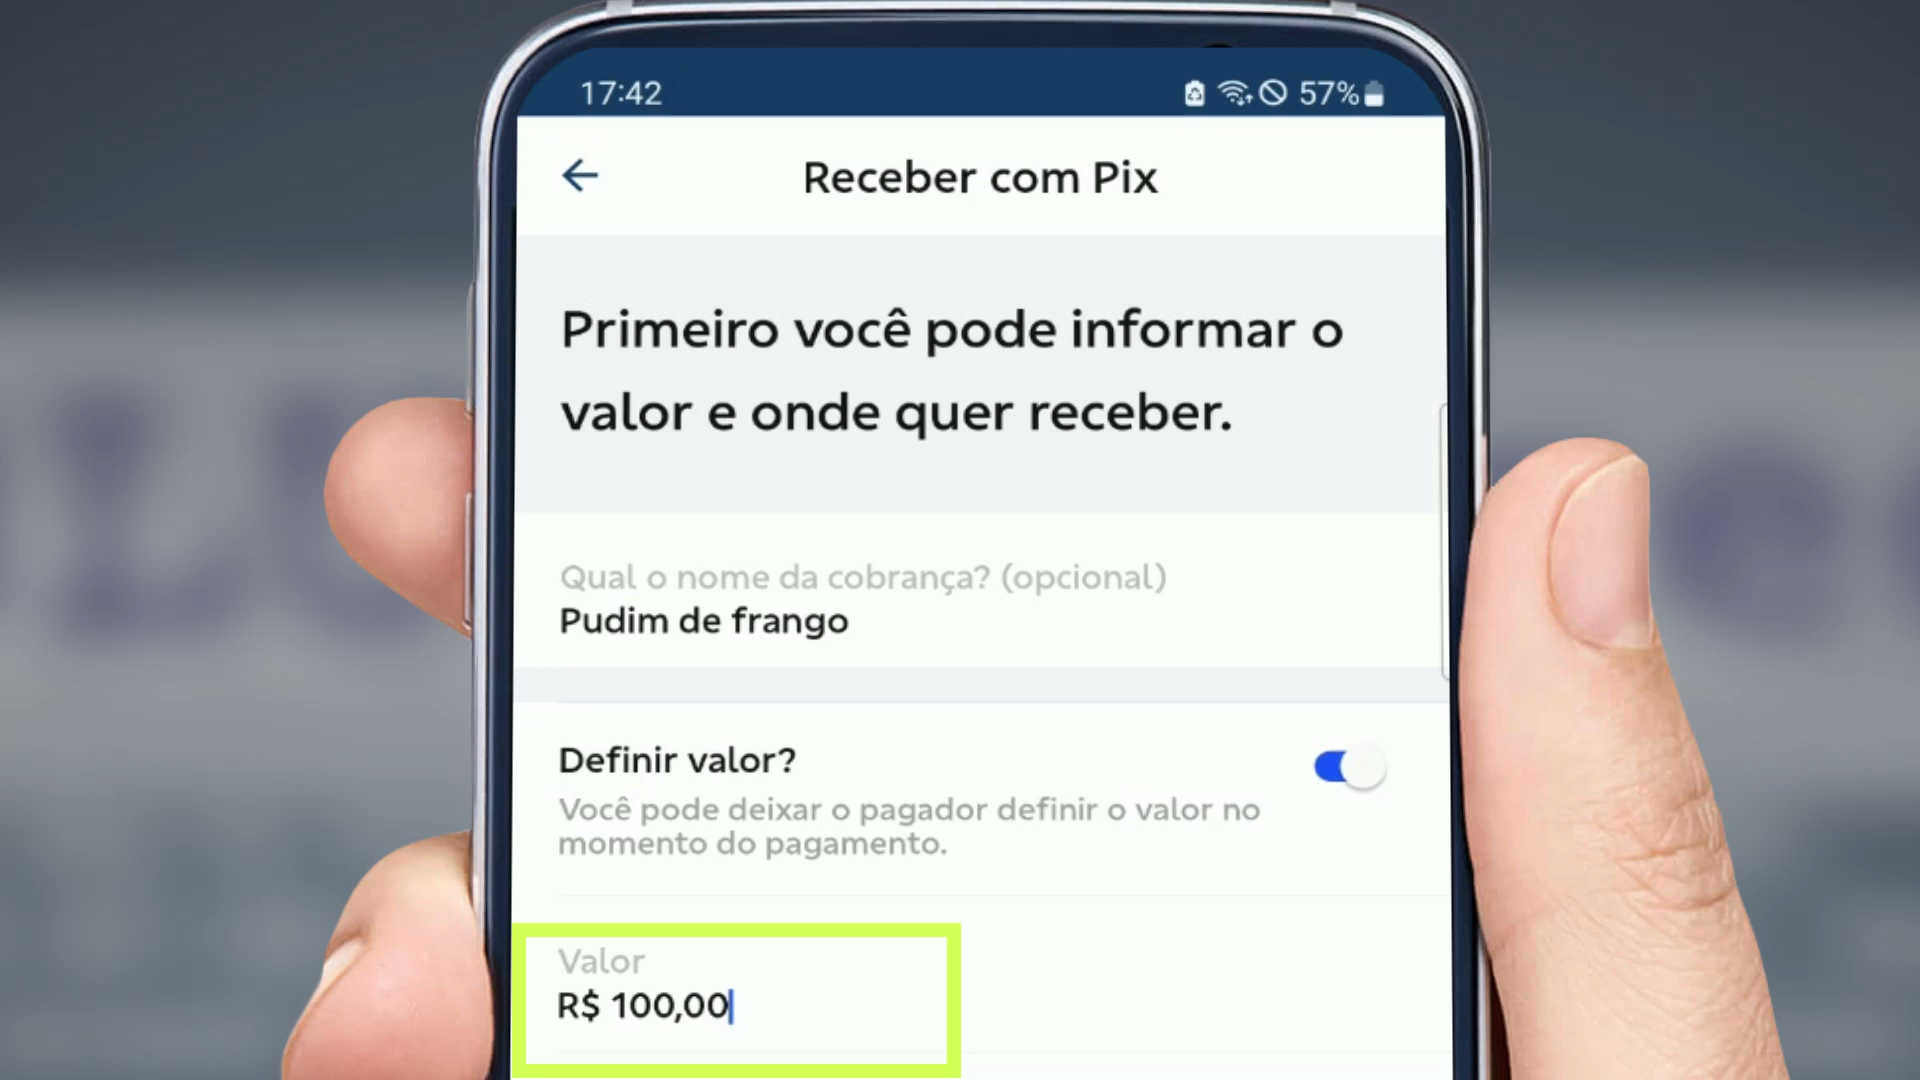 17:42
57%
Receber com Pix
Primeiro você pode informar o
valor e onde quer receber.
Qual o nome da cobrança? (opcional)
Pudim de frango
Definir valor?
Você pode deixar o pagador definir o valor no
momento do pagamento.
Valor
R$ 100,00